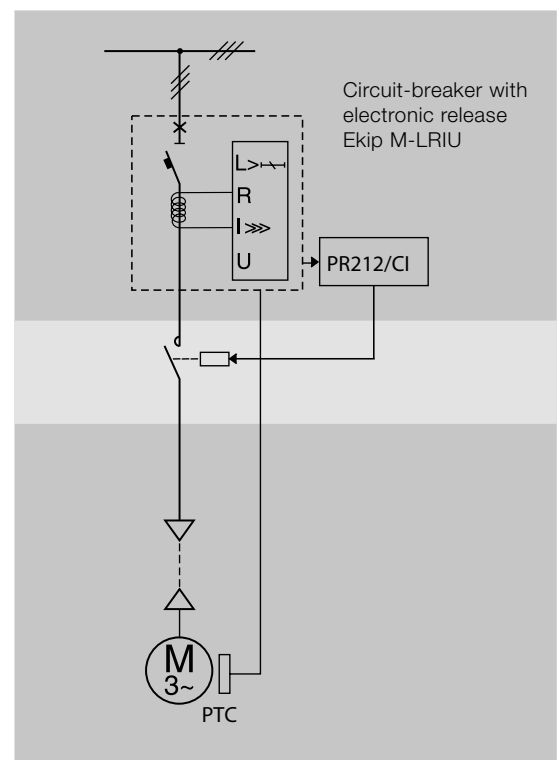 Circuit-breaker with
electronic release
Ekip M-LRIU
L>
R
I>>>
U
PR212/CI
M
3~
PTC